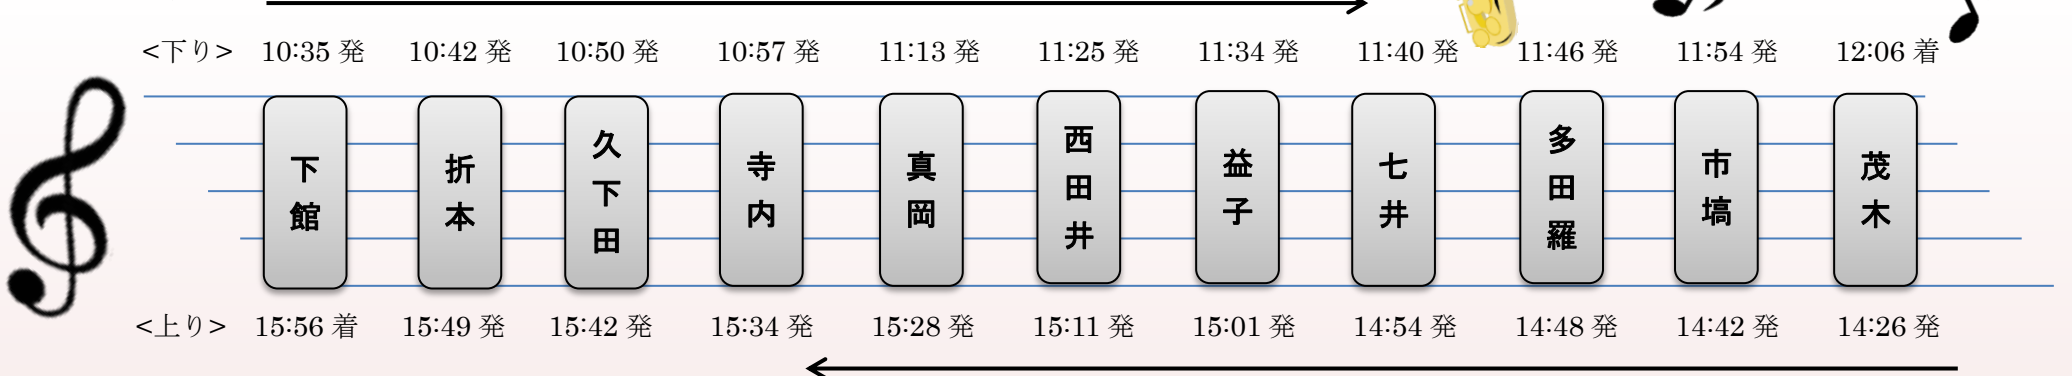 <下り> 10:35 発 10:42 発 10:50 発 10:57 発 11:13 発 11:25 発 11:34 発 11:40 発 11:46 発 11:54 発 12:06 着
下館
折本
久下田
寺内
真岡
西田井
益子
七井
多田羅
市塙
茂木
<上り> 15:56 着 15:49 発 15:42 発 15:34 発 15:28 発 15:11 発 15:01 発 14:54 発 14:48 発 14:42 発 14:26 発